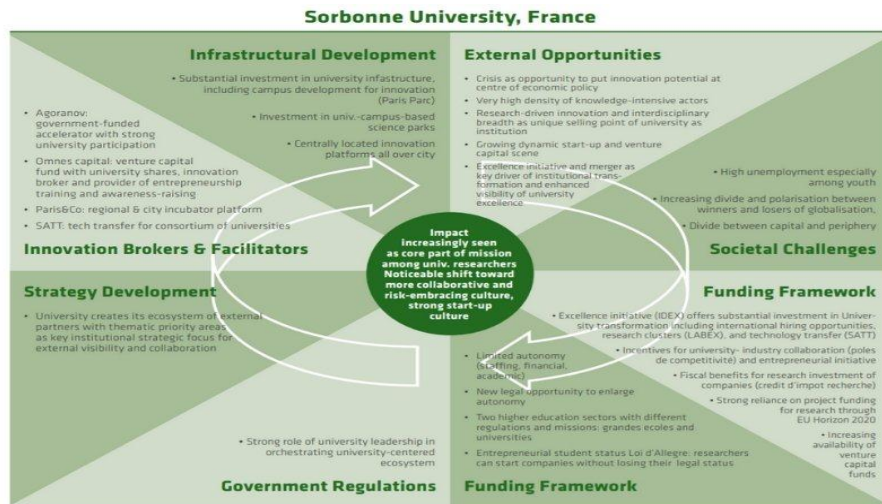 Sorbonne University, France
Infrastructural Development
• Substantial investment in university infastructure,
including campus development for innovation
(Paris Parc)
• Investment in univ.-campus-based
science parks
• Centrally located innovation
platforms all over city
External Opportunities
• Crisis as opportunity to put innovation potential at
centre of economic policy
• Very high density of knowledge-intensive actors
• Research-driven innovation and interdisciplinary
breadth as unique selling point of university as
institution
• Growing dynamic start-up and venture
capital scene
• Excellence initiative and merger as
key driver of institutional trans-
formation and enhanced
visibility of university
excellence
• Agoranov:
government-funded
accelerator with strong
university participation
• Omnes capital: venture capital
fund with university shares, innovation
broker and provider of entrepreneurship
training and awareness-raising
• Paris&Co: regional & city incubator platform
• SATT: tech transfer for consortium of universities
Innovation Brokers & Facilitators
• High unemployment especially
among youth
• Increasing divide and polarisation between
winners and losers of globalisation,
• Divide between capital and periphery
Societal Challenges
Impact
increasingly seen
as core part of mission
among univ. researchers
Noticeable shift toward
more collaborative and
risk-embracing culture,
strong start-up
culture
Strategy Development
• University creates its ecosystem of external
partners with thematic priority areas
as key institutional strategic focus for
external visibility and collaboration
Funding Framework
• Excellence initiative (IDEX) offers substantial investment in Univer-
sity transformation including international hiring opportunities,
research clusters (LABEX), and technology transfer (SATT)
• Incentives for university- industry collaboration (poles
de competitivité) and entrepreneurial initiative
• Fiscal benefits for research investment of
companies (credit d'impot recherche)
• Strong reliance on project funding
for research through
EU Horizon 2020
• Increasing
availability of
venture
capital
funds
• Strong role of university leadership in
orchestrating university-centered
ecosystem
Government Regulations
• Limited autonomy
(staffing, financial,
academic)
• New legal opportunity to enlarge
autonomy
• Two higher education sectors with different
regulations and missions: grandes ecoles and
universities
• Entrepreneurial student status Loi d'Allegre: researchers
can start companies without losing their legal status
Funding Framework